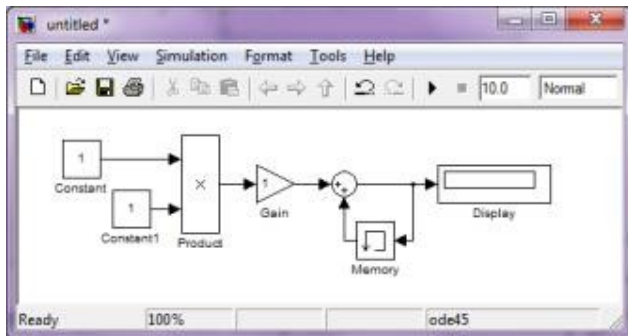 untitled *
File Edit View Simulation Format Tools Help
10.0 Normal
1
Constant
1
Constant1
×
Product
1
Gain
+
+
Display
Memory
Ready 100% ode45